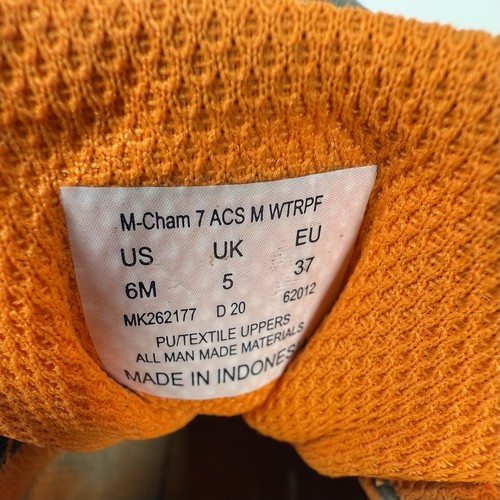 M-Cham 7 ACS M WTRPF
US UK EU
6M 5 37
MK262177 D 20 62012
PU/TEXTILE UPPERS
ALL MAN MADE MATERIALS
MADE IN INDONESIA